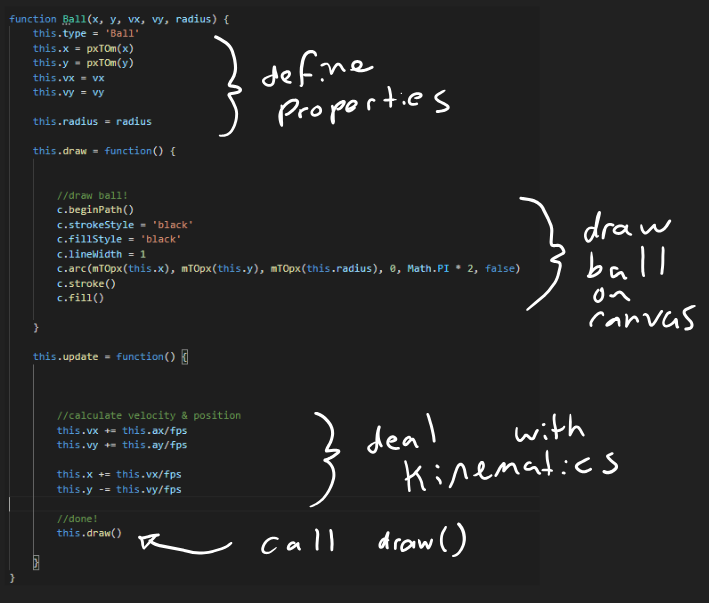 function Ball(x, y, vx, vy, radius) {
this.type = 'Ball'
this.x = pxTOm(x)
this.y = pxTOm(y)
this.vx = vx
this.vy = vy
this.radius = radius
define
properties
this.draw = function() {
//draw ball!
c.beginPath()
c.strokeStyle = 'black'
c.fillStyle = 'black'
c.lineWidth = 1
c.arc(mTOpx(this.x), mTOpx(this.y), mTOpx(this.radius), 0, Math.PI * 2, false)
c.stroke()
c.fill()
draw
ball
on
canvas
}
this.update = function() {
//calculate velocity & position
this.vx += this.ax/fps
this.vy += this.ay/fps
this.x += this.vx/fps
this.y -= this.vy/fps
deal with
kinematics
//done!
this.draw()
call draw()
}
}